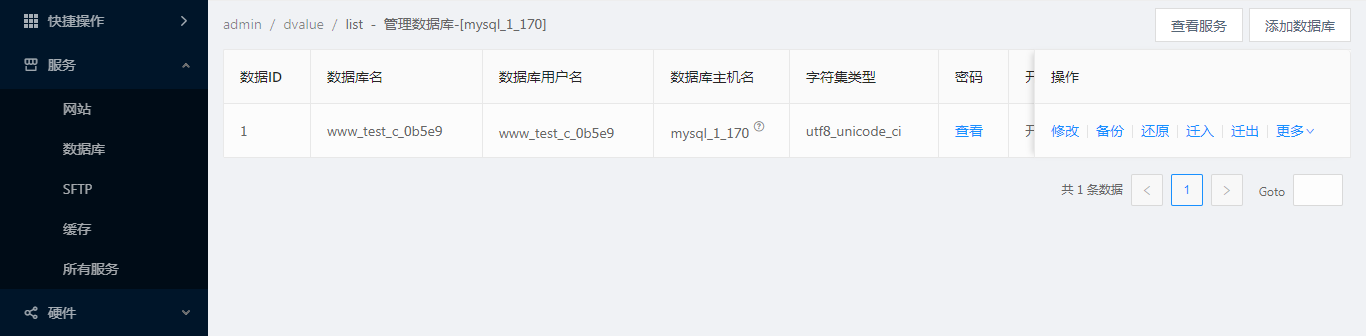 快捷操作
服务
网站
数据库
SFTP
缓存
所有服务
硬件
admin / dvalue / list - 管理数据库-[mysql_1_170]
查看服务 添加数据库
数据ID 数据库名 数据库用户名 数据库主机名 字符集类型 密码 开 操作
1 www_test_c_0b5e9 www_test_c_0b5e9 mysql_1_170 utf8_unicode_ci 查看 开 修改 备份 还原 迁入 迁出 更多
共 1 条数据 < 1 > Goto